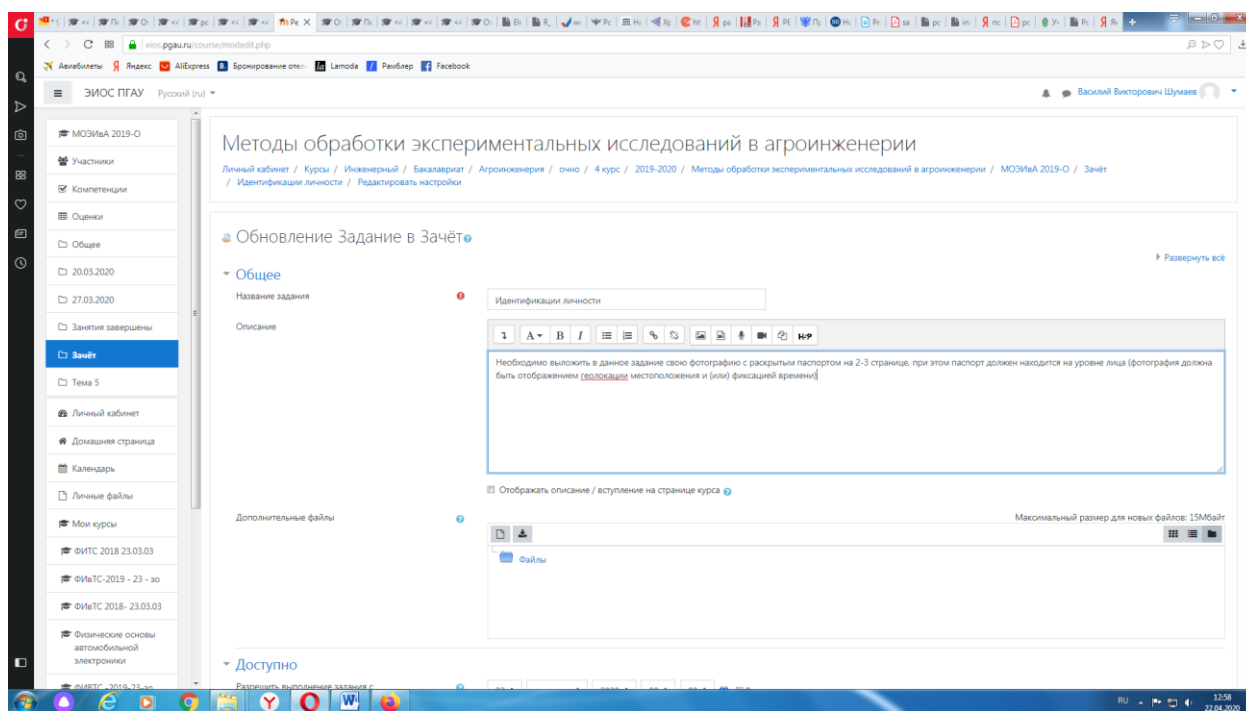 eios.pgau.ru/course/modedit.php
Авиабилеты Яндекс AliExpress Бронирование отел Lamoda Рамблер Facebook
ЭИОС ПГАУ Русский (ru)
Василий Викторович Шумаев
МОЭИвА 2019-О
Участники
Компетенции
Оценки
Общее
20.03.2020
27.03.2020
Занятия завершены
Зачёт
Тема 5
Личный кабинет
Домашняя страница
Календарь
Личные файлы
Мои курсы
ФИТС 2018 23.03.03
ФИвТС-2019 - 23 - зо
ФИвТС 2018- 23.03.03
Физические основы
автомобильной
электроники
Методы обработки экспериментальных исследований в агроинженерии
Личный кабинет / Курсы / Инженерный / Бакалавриат / Агроинженерия / очно / 4 курс / 2019-2020 / Методы обработки экспериментальных исследований в агроинженерии / МОЭИвА 2019-О / Зачёт
/ Идентификации личности / Редактировать настройки
Обновление Задание в Зачёт
Развернуть всё
Общее
Название задания
Идентификации личности
Описание
Необходимо выложить в данное задание свою фотографию с раскрытым паспортом на 2-3 странице, при этом паспорт должен находится на уровне лица (фотография должна
быть отображением геолокации местоположения и (или) фиксацией времени)
Отображать описание / вступление на странице курса
Дополнительные файлы
Максимальный размер для новых файлов: 15Мбайт
Файлы
Доступно
Разрешить выполнение задания с
RU
12:58
22.04.2020